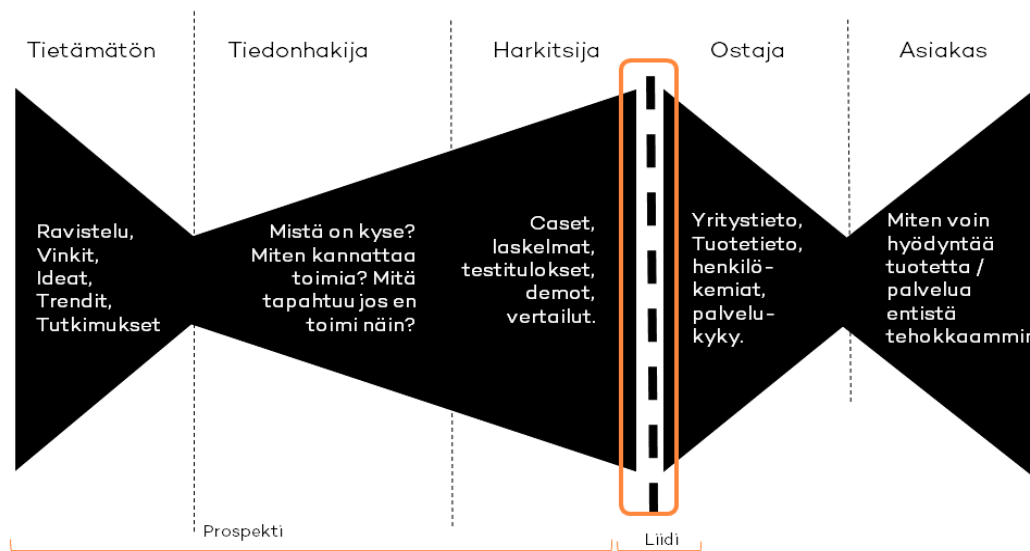 Tietämätön
Tiedonhakija
Harkitsija
Ostaja
Asiakas
Ravistelu,
Vinkit,
Ideat,
Trendit,
Tutkimukset
Mistä on kyse?
Miten kannattaa
toimia? Mitä
tapahtuu jos en
toimi näin?
Caset,
laskelmat,
testitulokset,
demot,
vertailut.
Yritystieto,
Tuotetieto,
henkilö-
kemiat,
palvelu-
kyky.
Miten voin
hyödyntää
tuotetta /
palvelua
entistä
tehokkaammin
Prospekti
Liidi